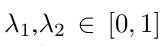 λ₁,λ₂ ∈ [0, 1]